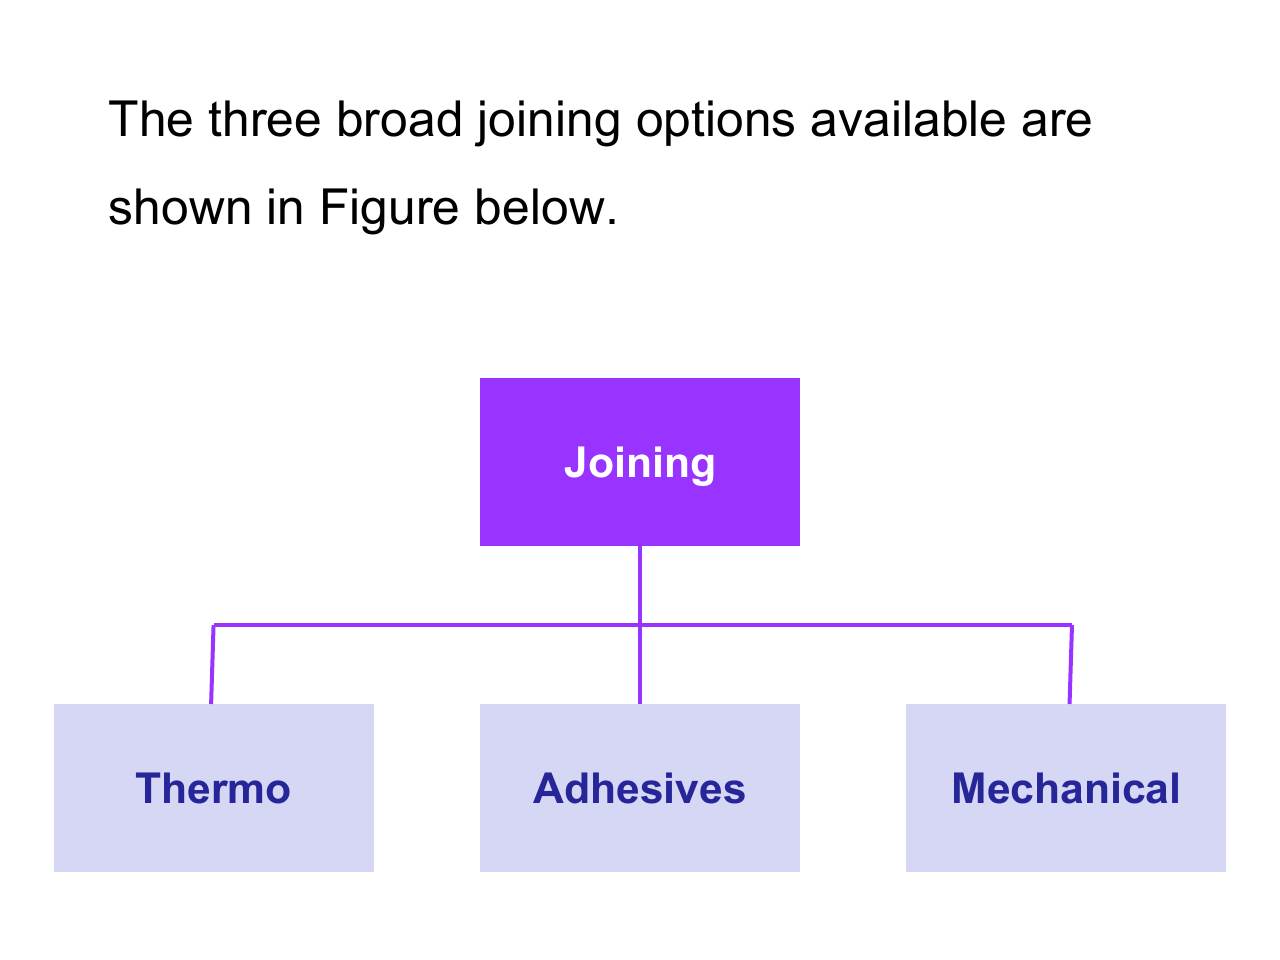 The three broad joining options available are
shown in Figure below.
Joining
Thermo
Adhesives
Mechanical